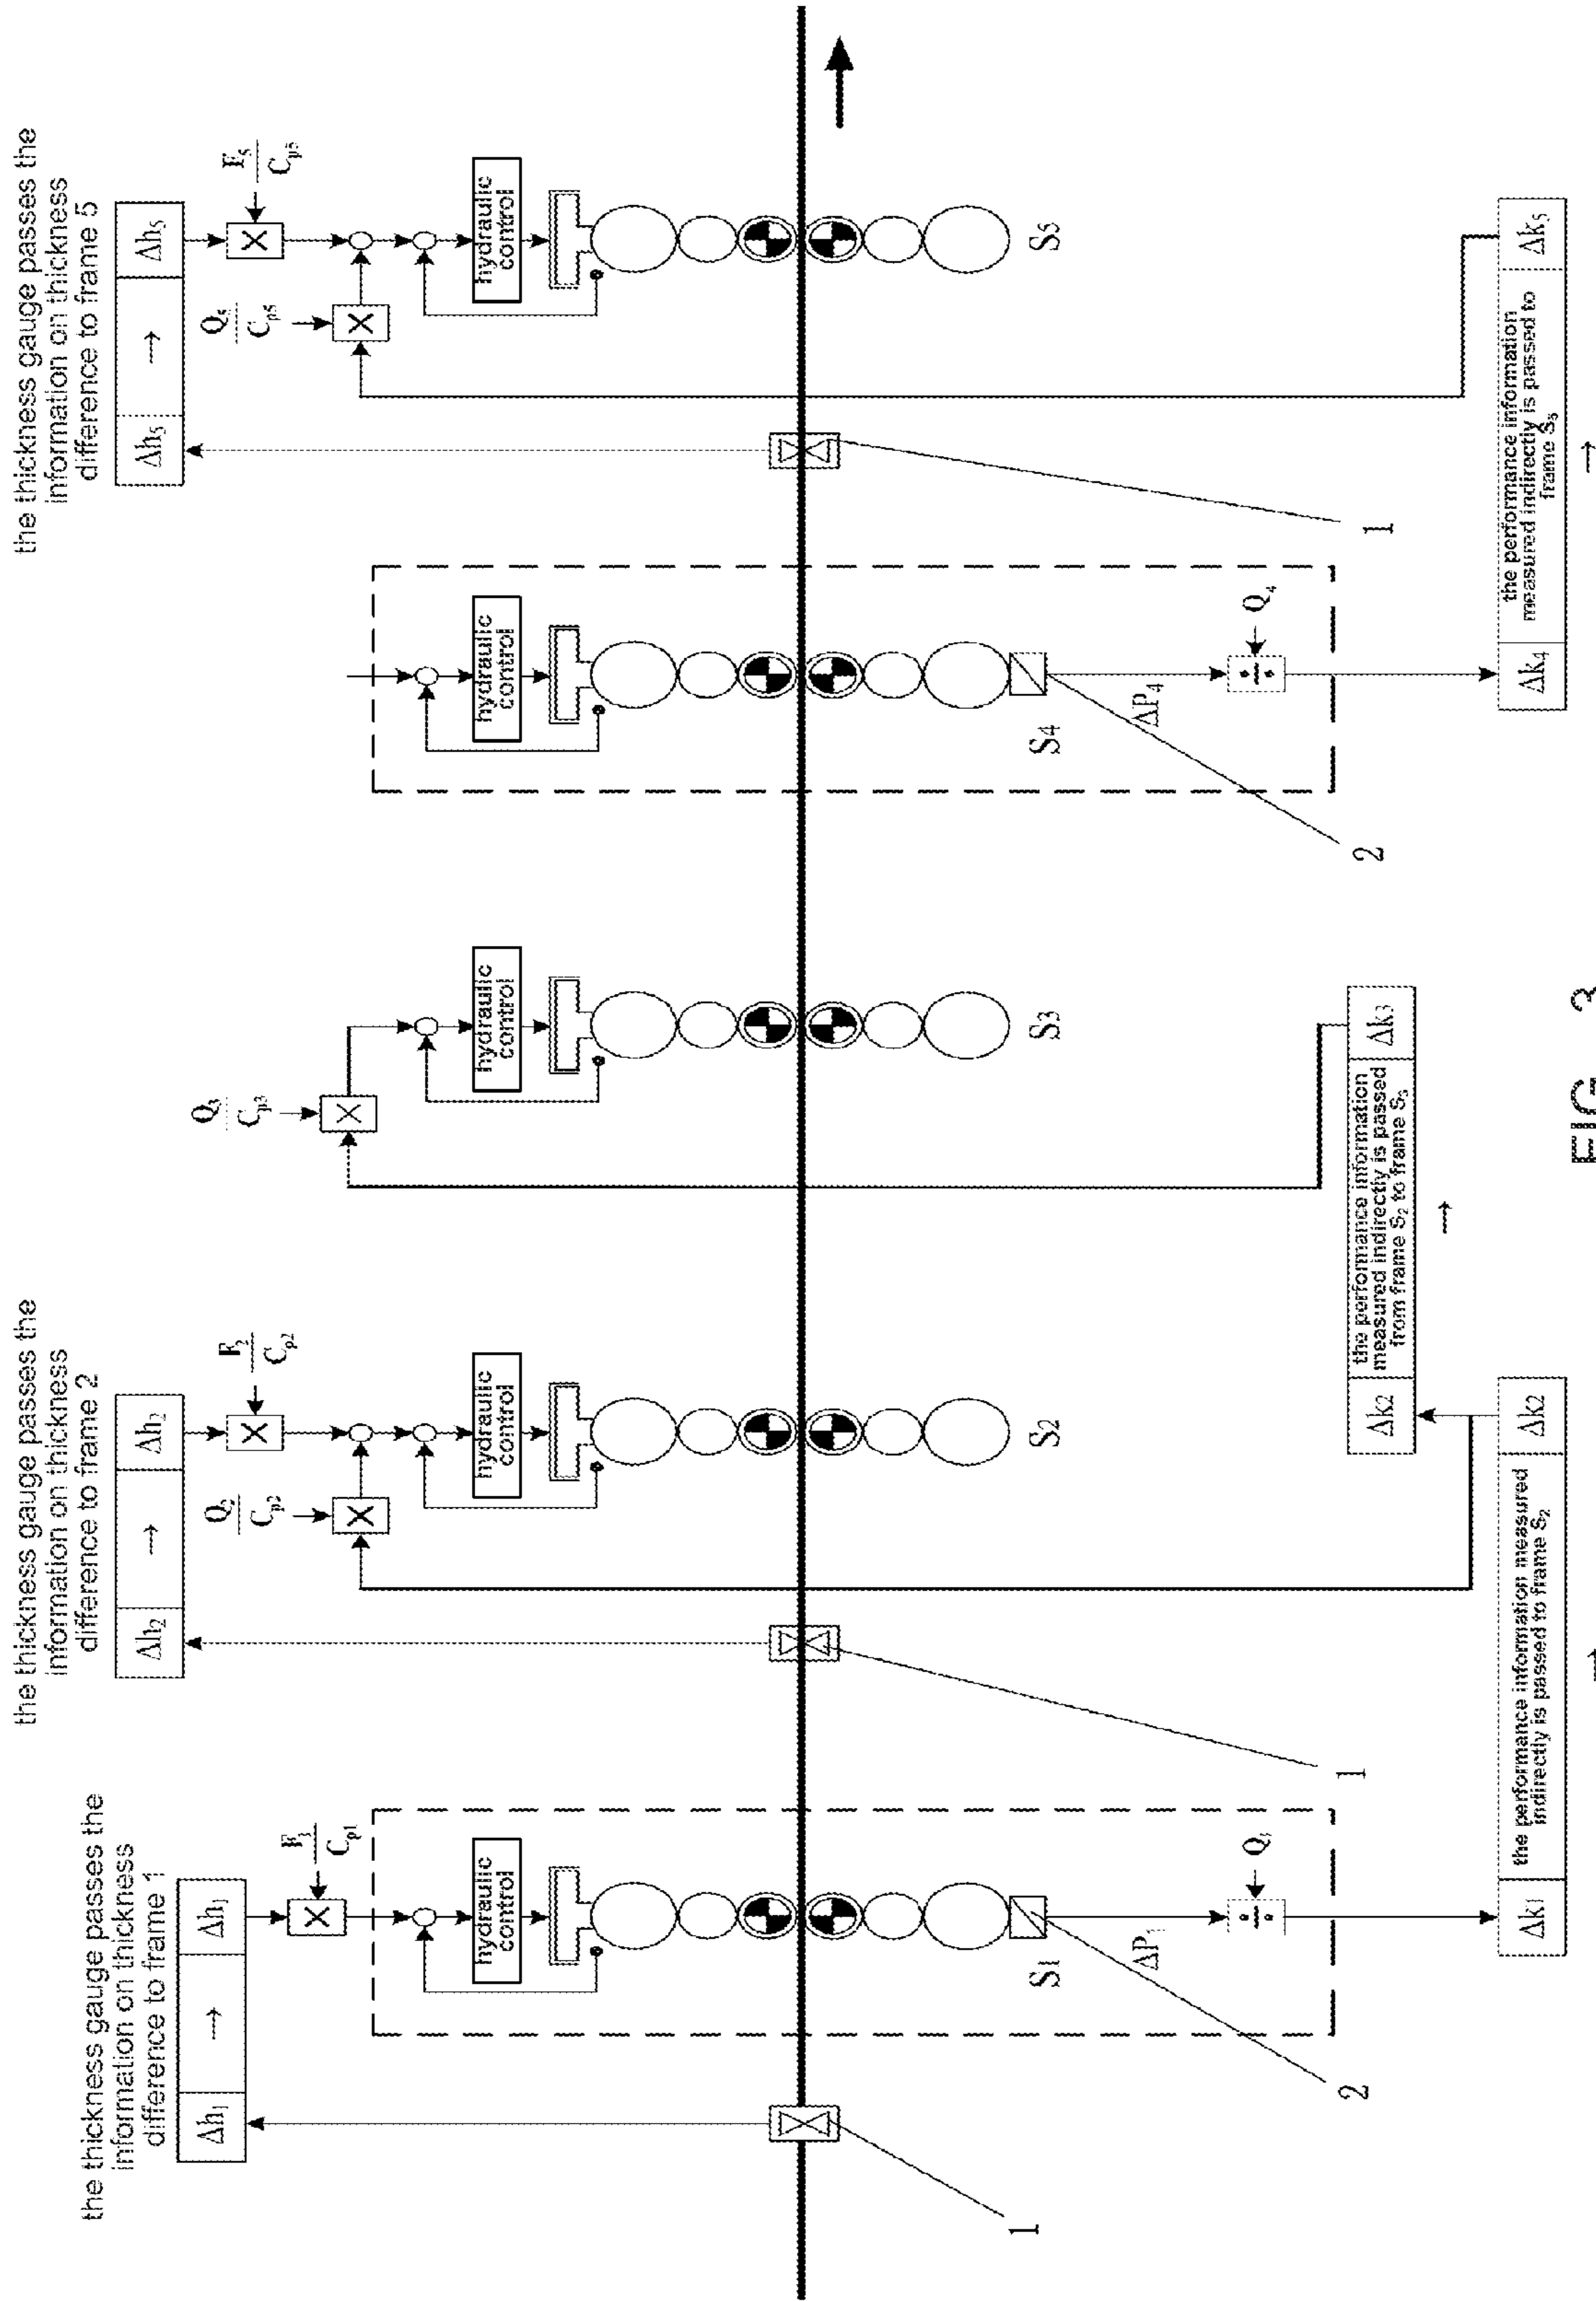 the thickness gauge passes the
information on thickness
difference to frame 1
Δh₁ → Δh₁
F₁
Cp1
X
hydraulic
control
S1
ΔP₁
Q₁
÷
1
2
Δk1
the performance information measured
indirectly is passed to frame S₂
Δk2
→
the thickness gauge passes the
information on thickness
difference to frame 2
Δh₂ → Δh₂
F₂
Cp2
X
Q₂
Cp2
X
hydraulic
control
S2
1
Δk2
the performance information
measured indirectly is passed
from frame S₂ to frame S₃
Δk3
→
Q₃
Cp3
X
hydraulic
control
S3
hydraulic
control
S4
ΔP₄
Q₄
÷
2
Δk₄
the performance information
measured indirectly is passed to
frame S₅
Δk₅
→
the thickness gauge passes the
information on thickness
difference to frame 5
Δh₅ → Δh₅
F₅
Cp5
X
Q₅
Cp5
X
hydraulic
control
S5
1
FIG. 3